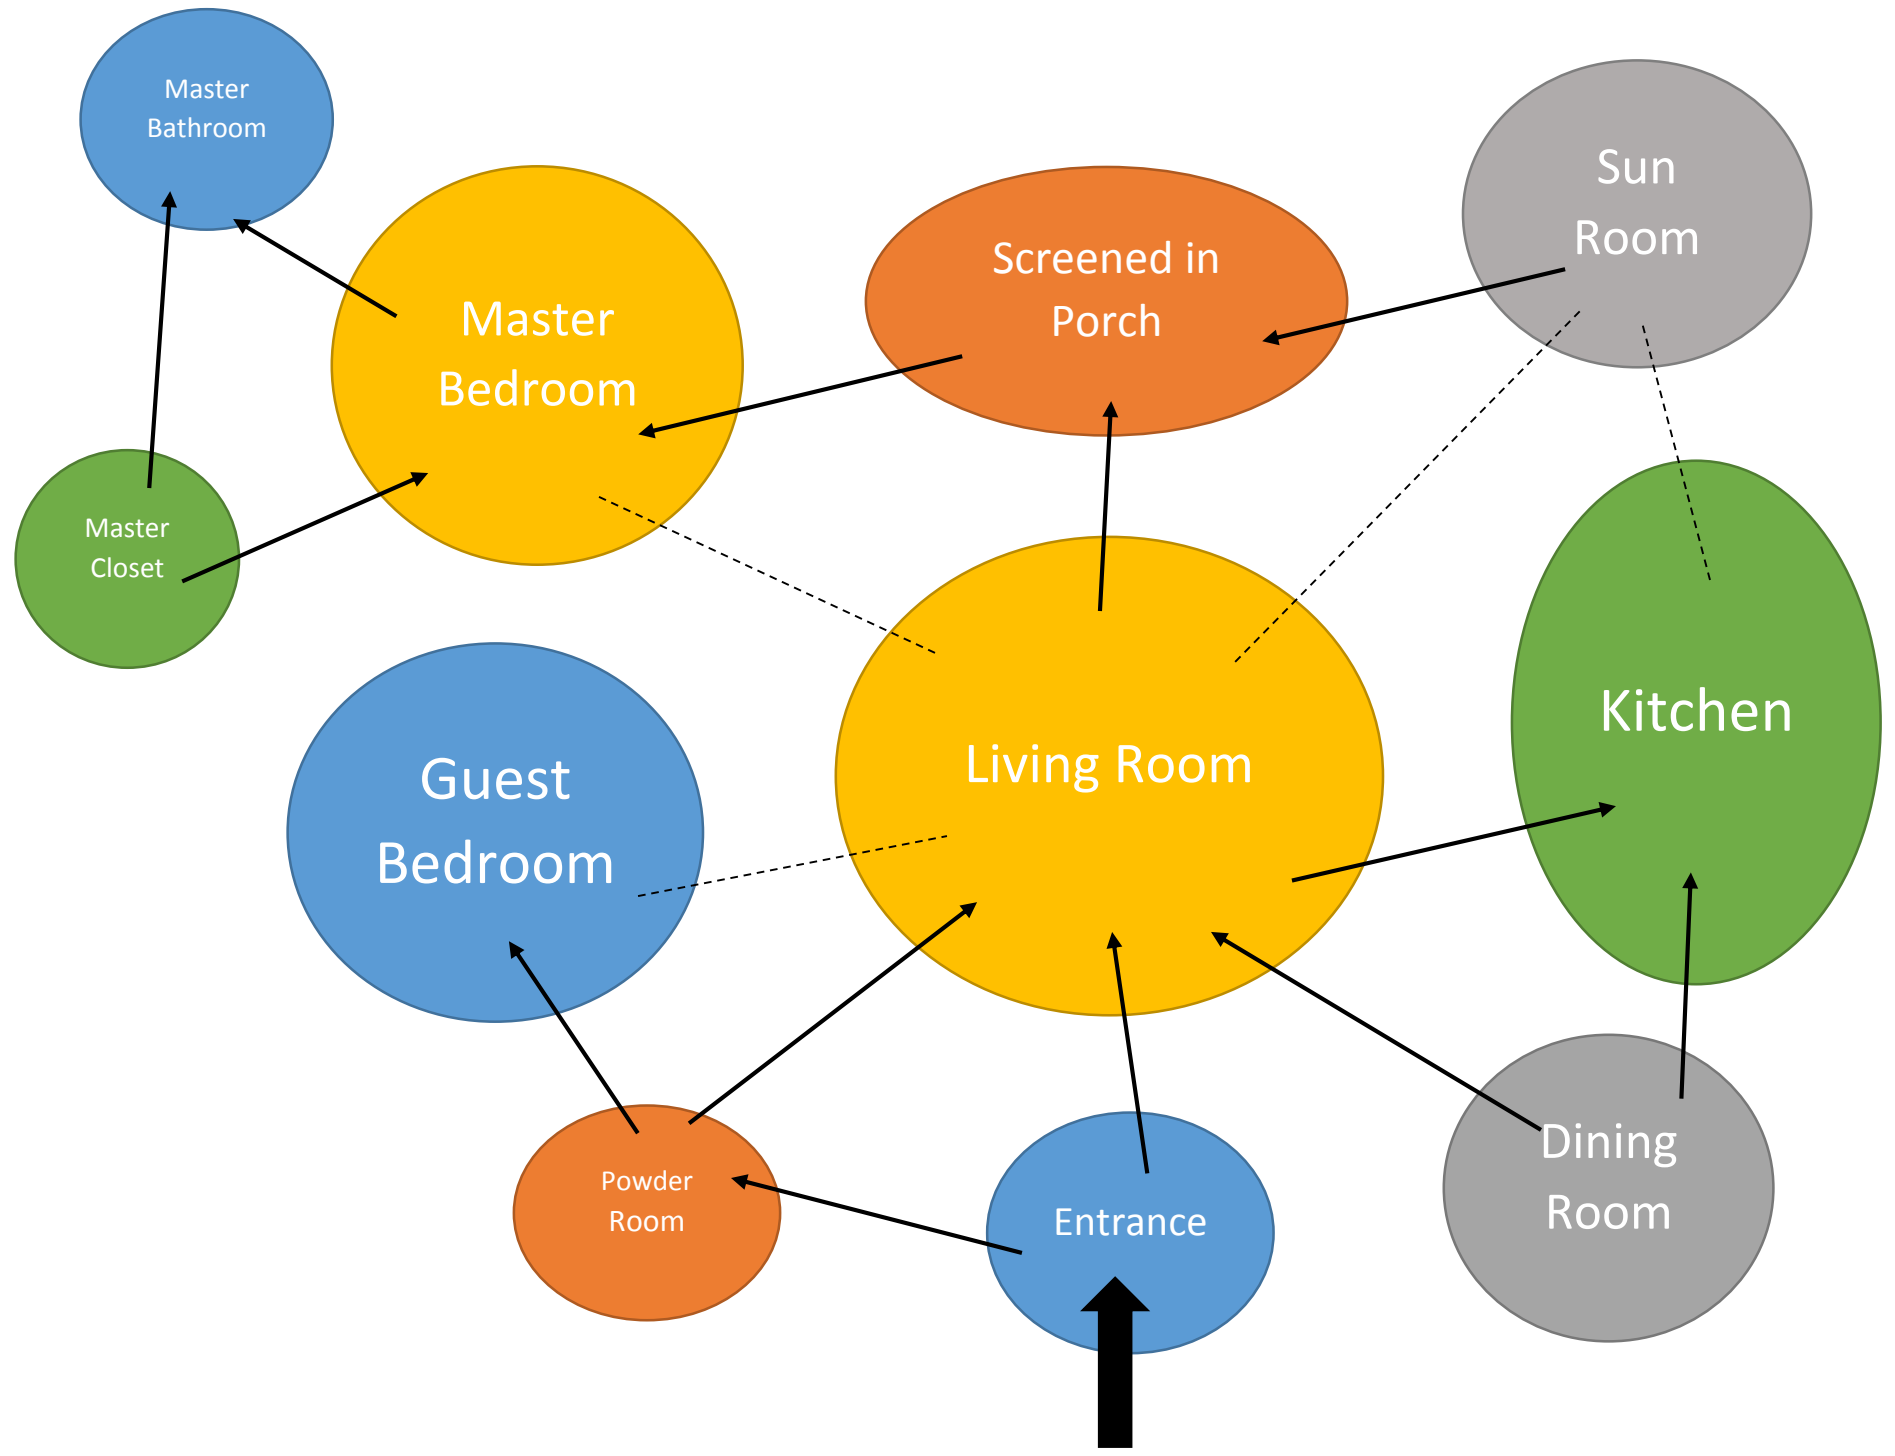 Master
Bathroom
Sun
Room
Screened in
Porch
Master
Bedroom
Master
Closet
Kitchen
Living Room
Guest
Bedroom
Dining
Room
Powder
Room
Entrance